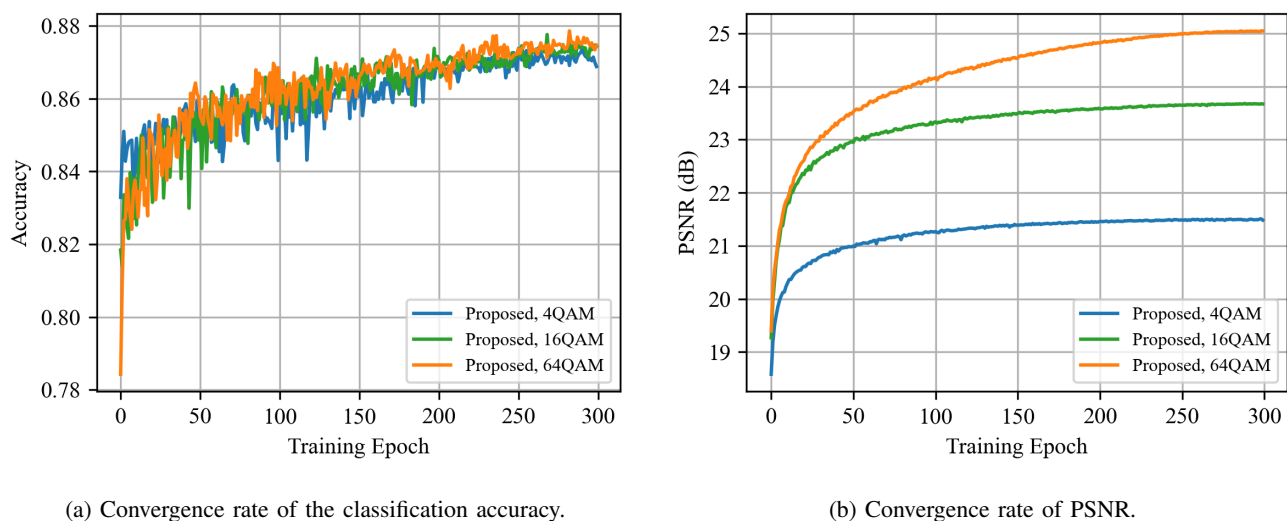 0.88
0.86
0.84
0.82
0.80
0.78
Accuracy
0 50 100 150 200 250 300
Training Epoch
Proposed, 4QAM
Proposed, 16QAM
Proposed, 64QAM
(a) Convergence rate of the classification accuracy.
25
24
23
22
21
20
19
PSNR (dB)
0 50 100 150 200 250 300
Training Epoch
Proposed, 4QAM
Proposed, 16QAM
Proposed, 64QAM
(b) Convergence rate of PSNR.